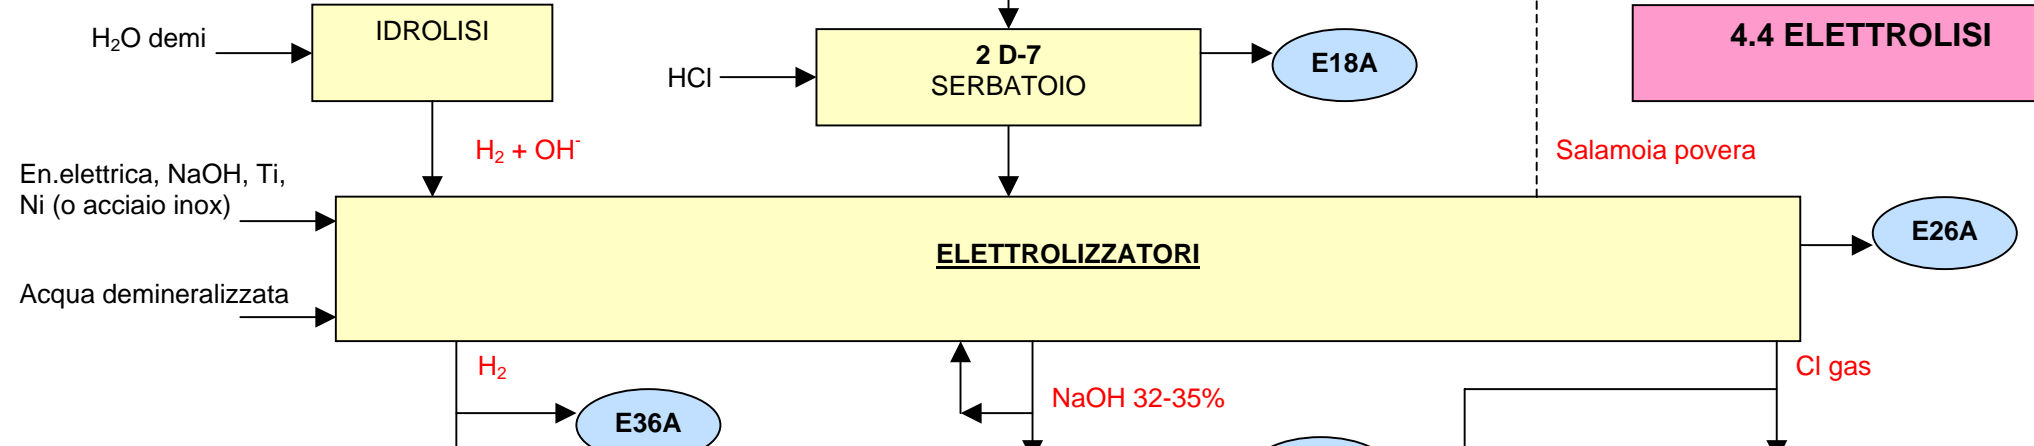 H₂O demi
IDROLISI
HCl
2 D-7
SERBATOIO
E18A
4.4 ELETTROLISI
H₂ + OH⁻
Salamoia povera
En.elettrica, NaOH, Ti,
Ni (o acciaio inox)
ELETTROLIZZATORI
E26A
Acqua demineralizzata
H₂
NaOH 32-35%
Cl gas
E36A